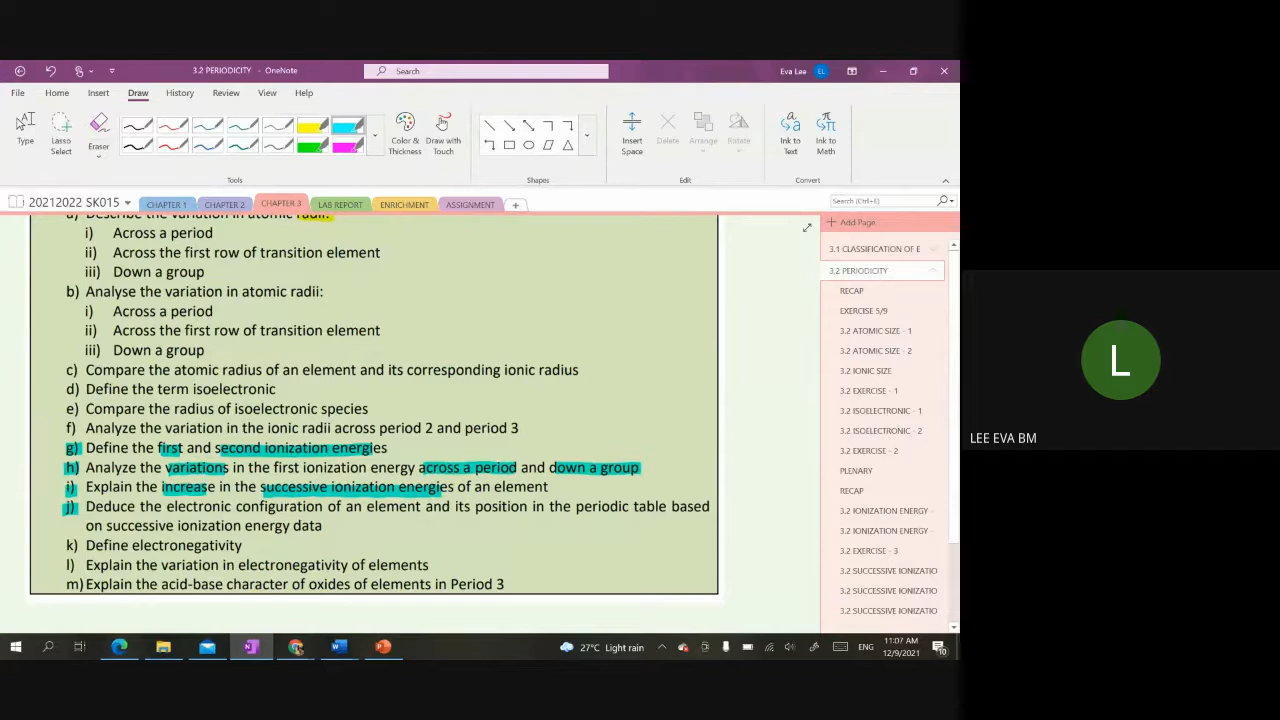 3.2 PERIODICITY - OneNote
Search
Eva Lee
EL
File
Home
Insert
Draw
History
Review
View
Help
Type
Lasso Select
Eraser
Color & Thickness
Draw with Touch
Insert Space
Delete
Arrange
Rotate
Ink to Text
Ink to Math
Tools
Shapes
Edit
Convert
20212022 SK015
CHAPTER 1
CHAPTER 2
CHAPTER 3
LAB REPORT
ENRICHMENT
ASSIGNMENT
Search (Ctrl+E)
a) Describe the variation in atomic radii:
i) Across a period
ii) Across the first row of transition element
iii) Down a group
b) Analyse the variation in atomic radii:
i) Across a period
ii) Across the first row of transition element
iii) Down a group
c) Compare the atomic radius of an element and its corresponding ionic radius
d) Define the term isoelectronic
e) Compare the radius of isoelectronic species
f) Analyze the variation in the ionic radii across period 2 and period 3
g) Define the first and second ionization energies
h) Analyze the variations in the first ionization energy across a period and down a group
i) Explain the increase in the successive ionization energies of an element
j) Deduce the electronic configuration of an element and its position in the periodic table based
on successive ionization energy data
k) Define electronegativity
l) Explain the variation in electronegativity of elements
m) Explain the acid-base character of oxides of elements in Period 3
Add Page
3.1 CLASSIFICATION OF E
3.2 PERIODICITY
RECAP
EXERCISE 5/9
3.2 ATOMIC SIZE - 1
3.2 ATOMIC SIZE - 2
3.2 IONIC SIZE
3.2 EXERCISE - 1
3.2 ISOELECTRONIC - 1
3.2 ISOELECTRONIC - 2
3.2 EXERCISE - 2
PLENARY
RECAP
3.2 IONIZATION ENERGY -
3.2 IONIZATION ENERGY -
3.2 EXERCISE - 3
3.2 SUCCESSIVE IONIZATIO
3.2 SUCCESSIVE IONIZATIO
3.2 SUCCESSIVE IONIZATIO
27°C Light rain
ENG
11:07 AM
12/9/2021
10
L
LEE EVA BM